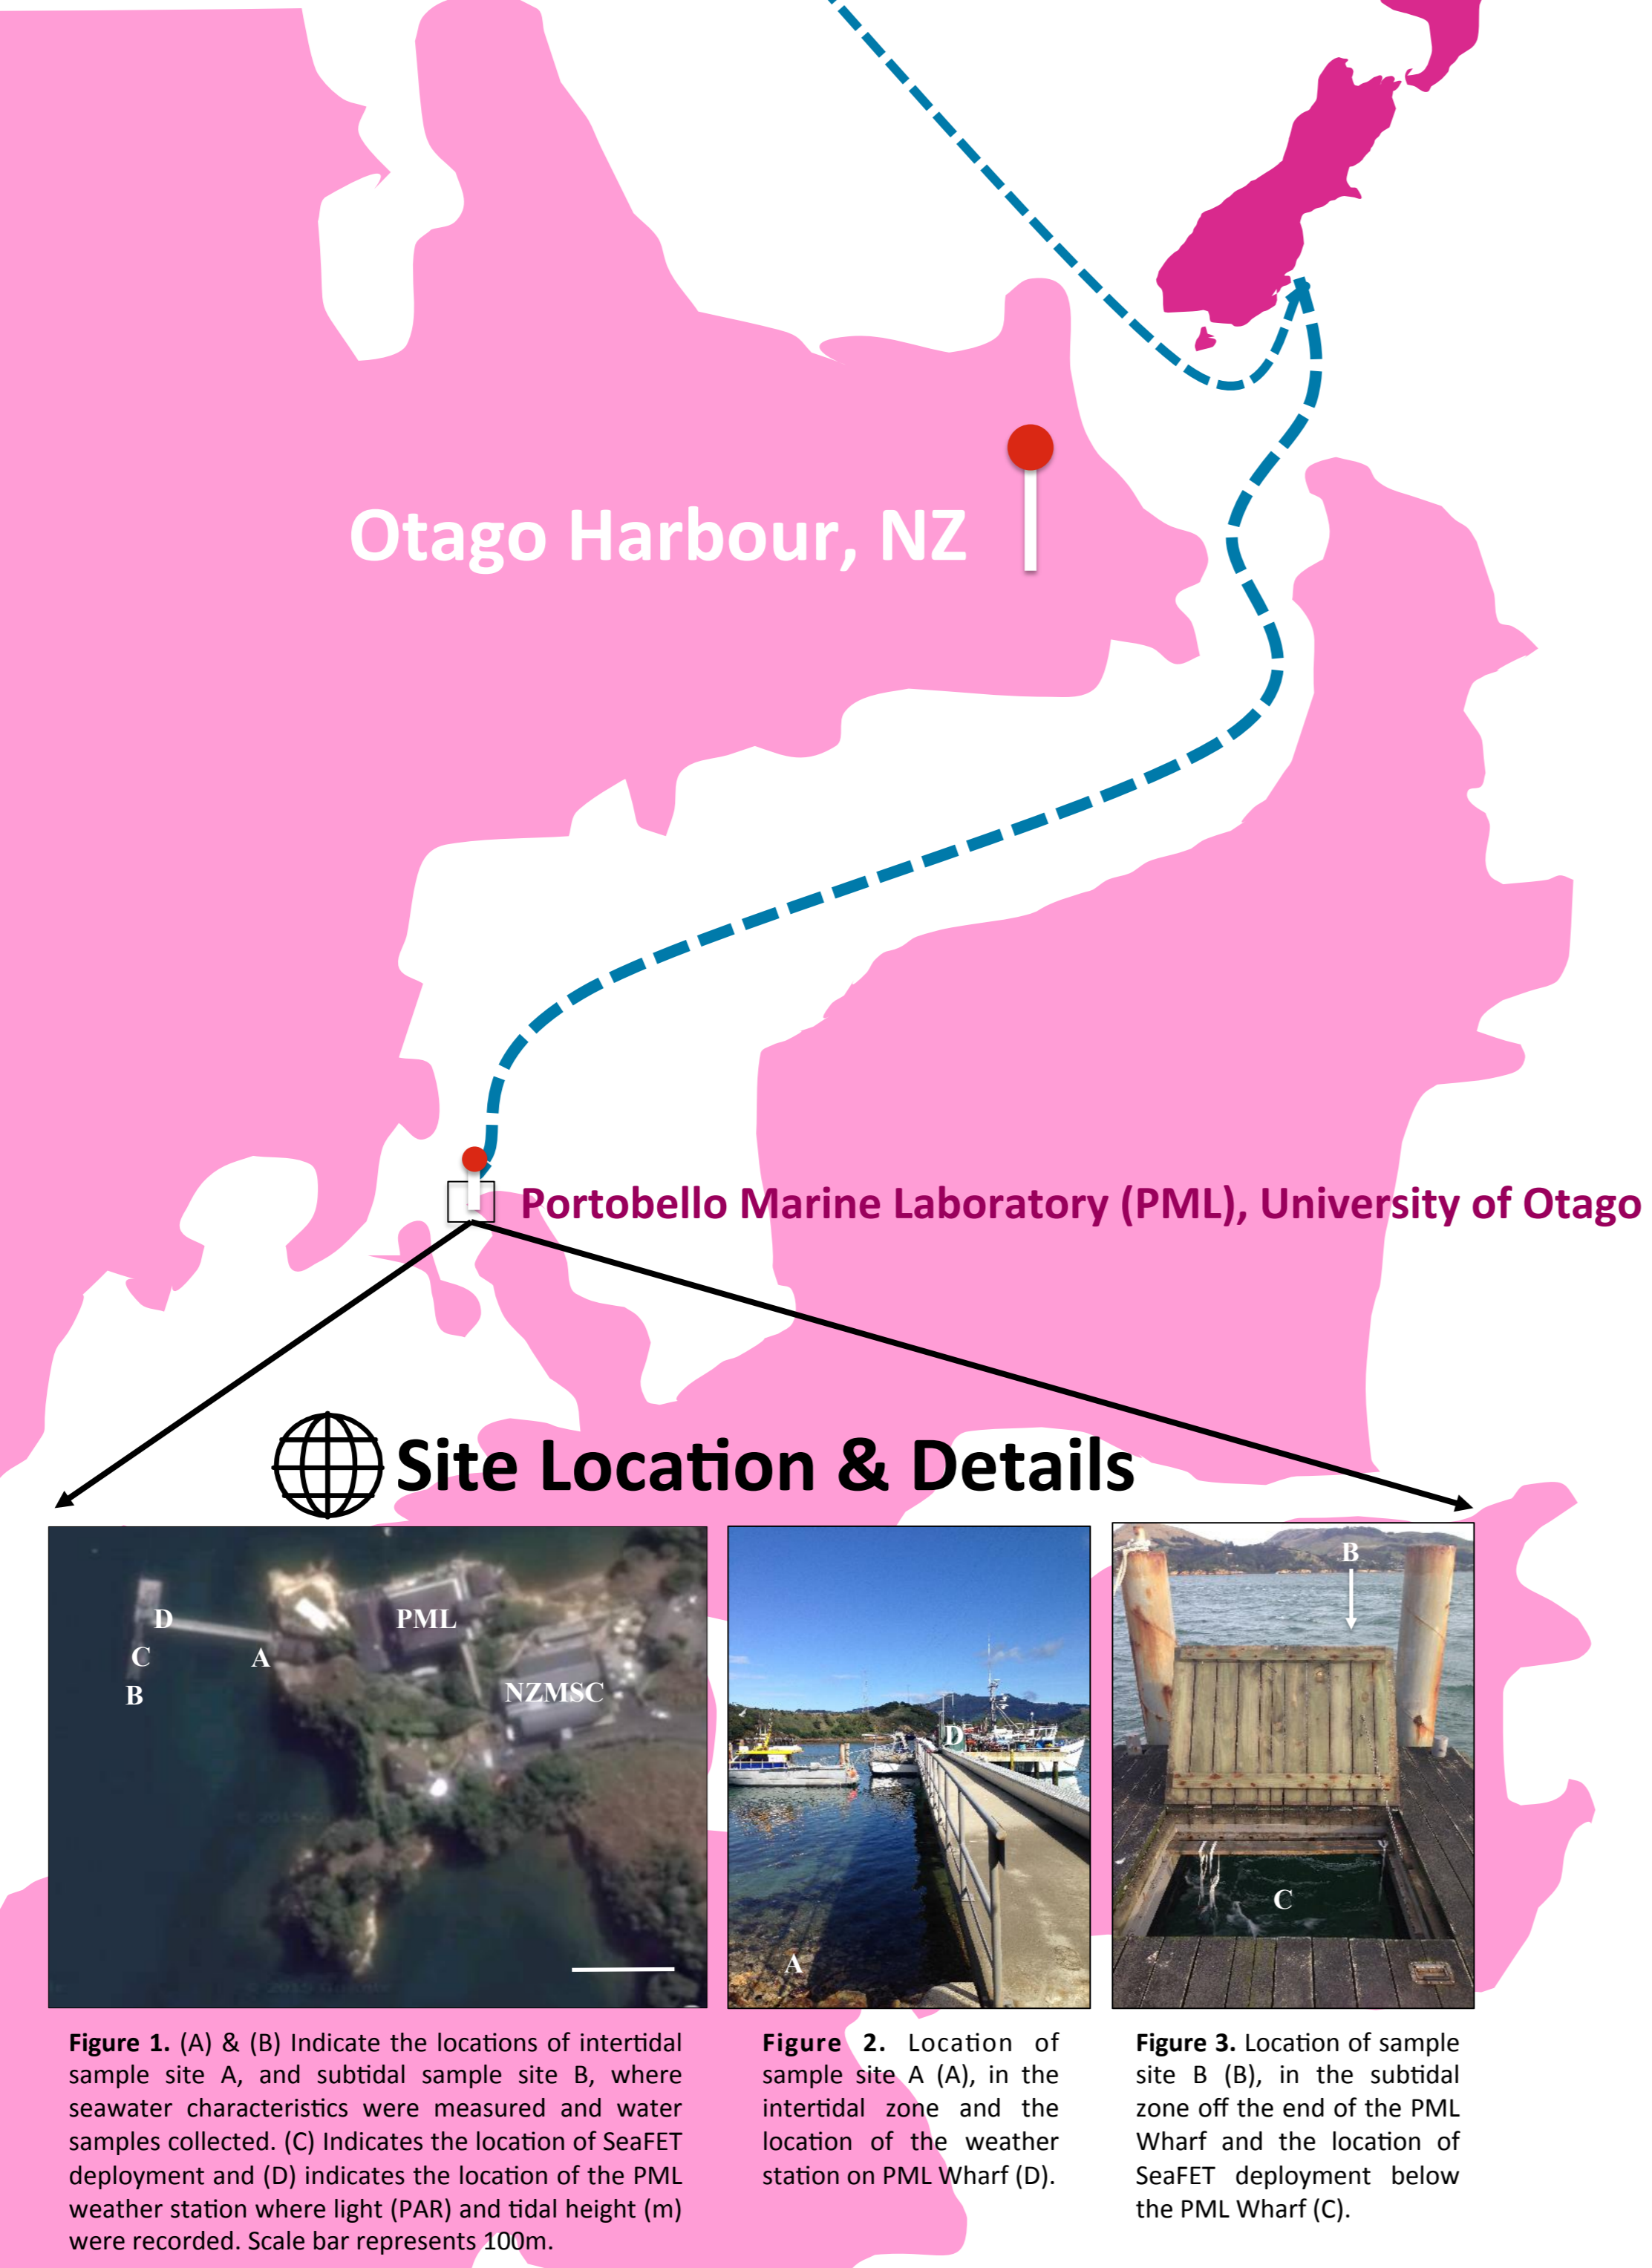 Otago Harbour, NZ
Portobello Marine Laboratory (PML), University of Otago
Site Location & Details
D
PML
C
A
B
NZMSC
D
A
B
C
Figure 1. (A) & (B) Indicate the locations of intertidal
sample site A, and subtidal sample site B, where
seawater characteristics were measured and water
samples collected. (C) Indicates the location of SeaFET
deployment and (D) indicates the location of the PML
weather station where light (PAR) and tidal height (m)
were recorded. Scale bar represents 100m.
Figure 2. Location of
sample site A (A), in the
intertidal zone and the
location of the weather
station on PML Wharf (D).
Figure 3. Location of sample
site B (B), in the subtidal
zone off the end of the PML
Wharf and the location of
SeaFET deployment below
the PML Wharf (C).